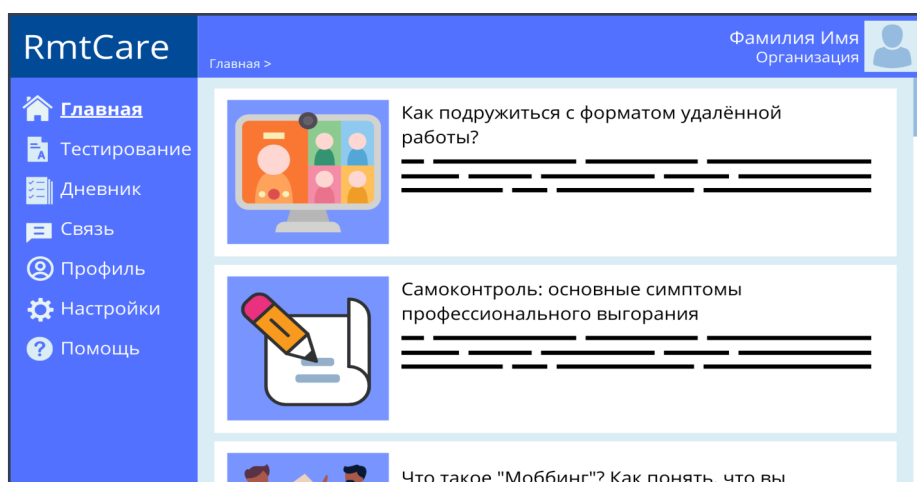 RmtCare
Главная >
Фамилия Имя
Организация
Главная
Тестирование
Дневник
Связь
Профиль
Настройки
? Помощь
Как подружиться с форматом удалённой
работы?
Самоконтроль: основные симптомы
профессионального выгорания
Что такое "Моббинг"? Как понять, что вы